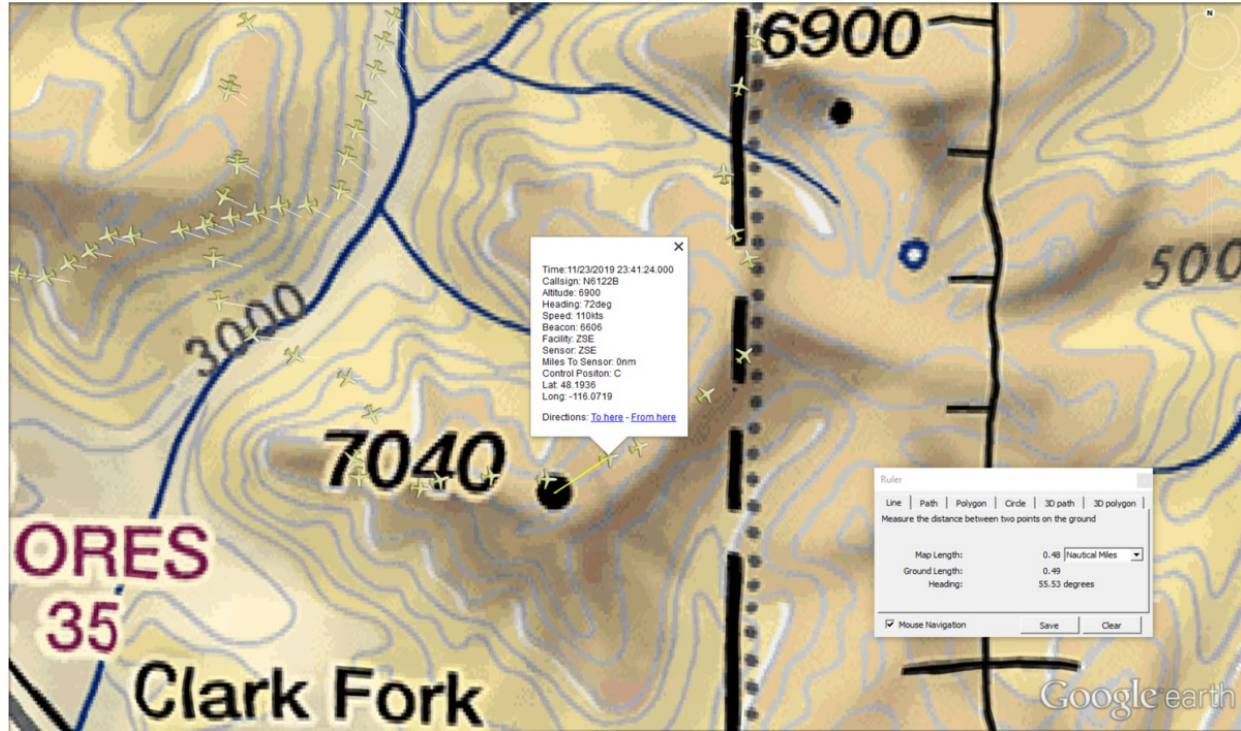 N
6900
500
3000
✕
Time:11/23/2019 23:41:24.000
Callsign: N6122B
Altitude: 6900
Heading: 72deg
Speed: 110kts
Beacon: 6606
Facility: ZSE
Sensor: ZSE
Miles To Sensor: 0nm
Control Positon: C
Lat: 48.1936
Long: -116.0719
Directions: To here - From here
7040
ORES
35
Clark Fork
Ruler
Line Path Polygon Circle 3D path 3D polygon
Measure the distance between two points on the ground
Map Length: 0.48 Nautical Miles
Ground Length: 0.49
Heading: 55.53 degrees
Mouse Navigation Save Clear
Google earth